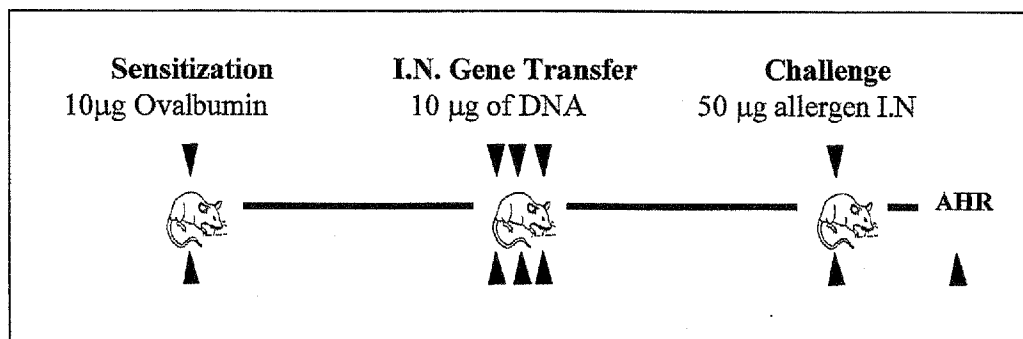 Sensitization
10µg Ovalbumin
I.N. Gene Transfer
10 µg of DNA
Challenge
50 µg allergen I.N
AHR